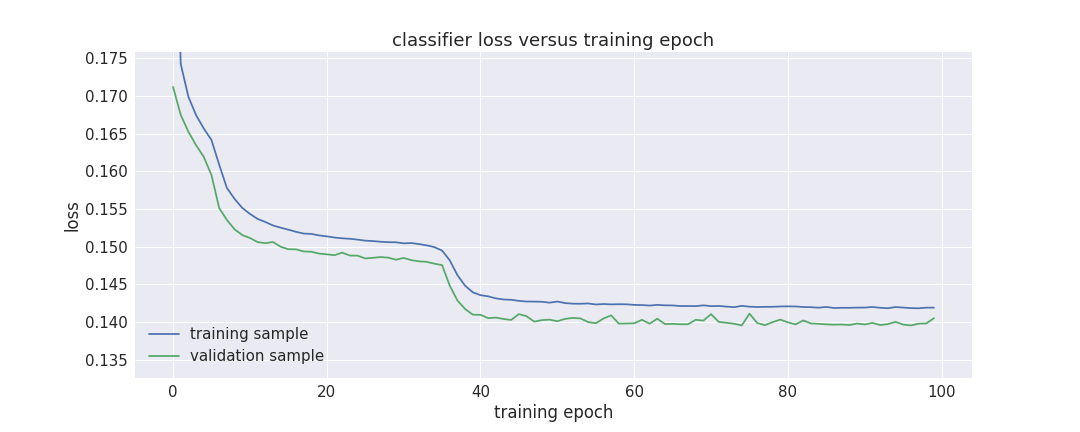 classifier loss versus training epoch
0.175
0.170
0.165
0.160
0.155
0.150
0.145
0.140
0.135
loss
training sample
validation sample
0 20 40 60 80 100
training epoch